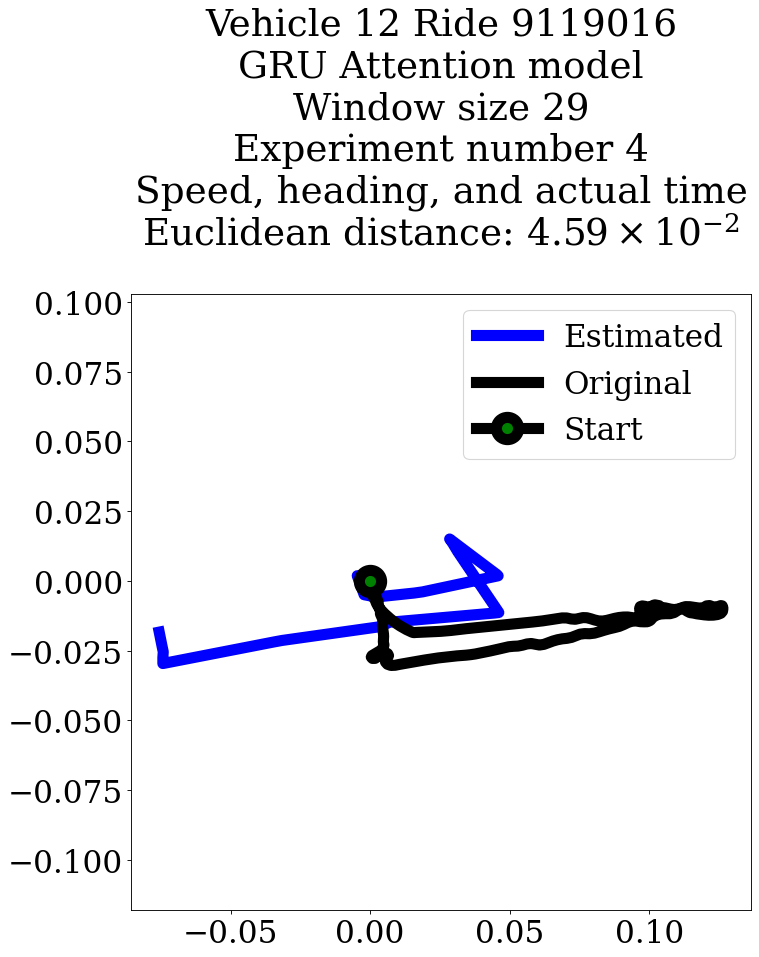 Vehicle 12 Ride 9119016
GRU Attention model
Window size 29
Experiment number 4
Speed, heading, and actual time
Euclidean distance: 4.59 × 10⁻²
Estimated
Original
Start
0.100
0.075
0.050
0.025
0.000
−0.025
−0.050
−0.075
−0.100
−0.05
0.00
0.05
0.10